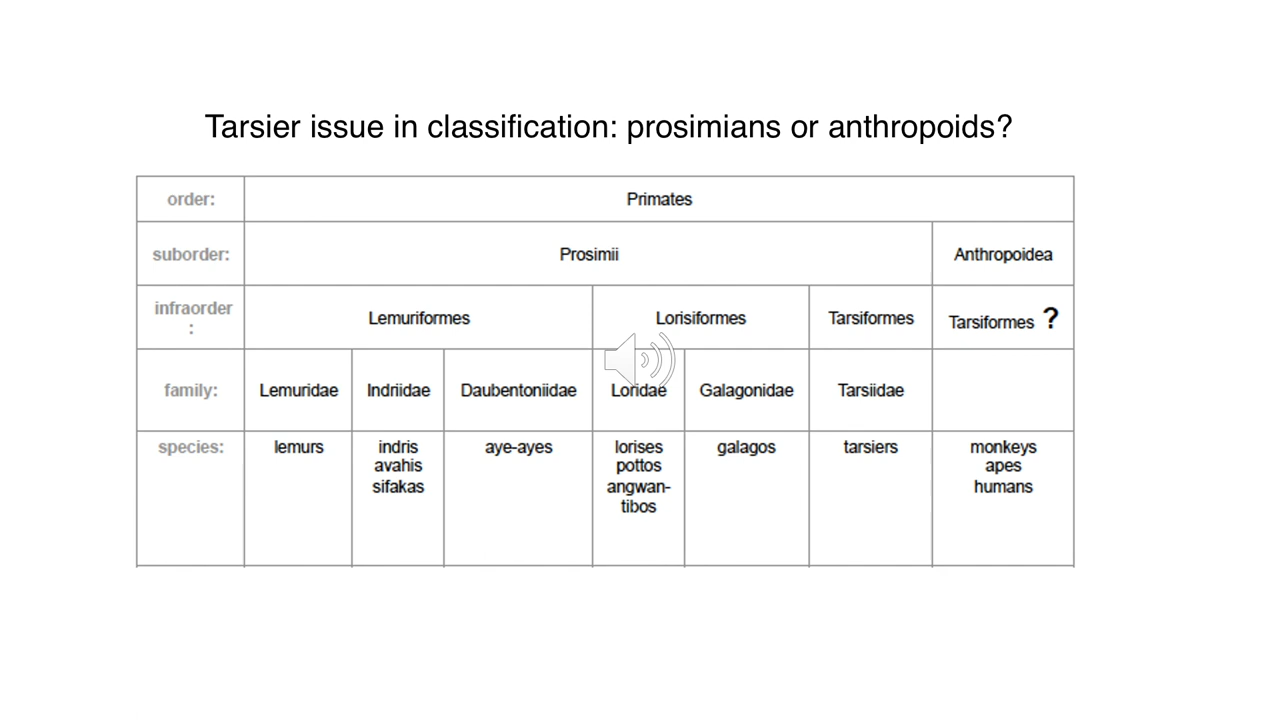 Tarsier issue in classification: prosimians or anthropoids?
order: Primates
suborder: Prosimii Anthropoidea
infraorder
: Lemuriformes Lorisiformes Tarsiformes Tarsiformes ?
family: Lemuridae Indriidae Daubentoniidae Loridae Galagonidae Tarsiidae
species: lemurs indris aye-ayes lorises galagos tarsiers monkeys
avahis pottos apes
sifakas angwan- humans
tibos